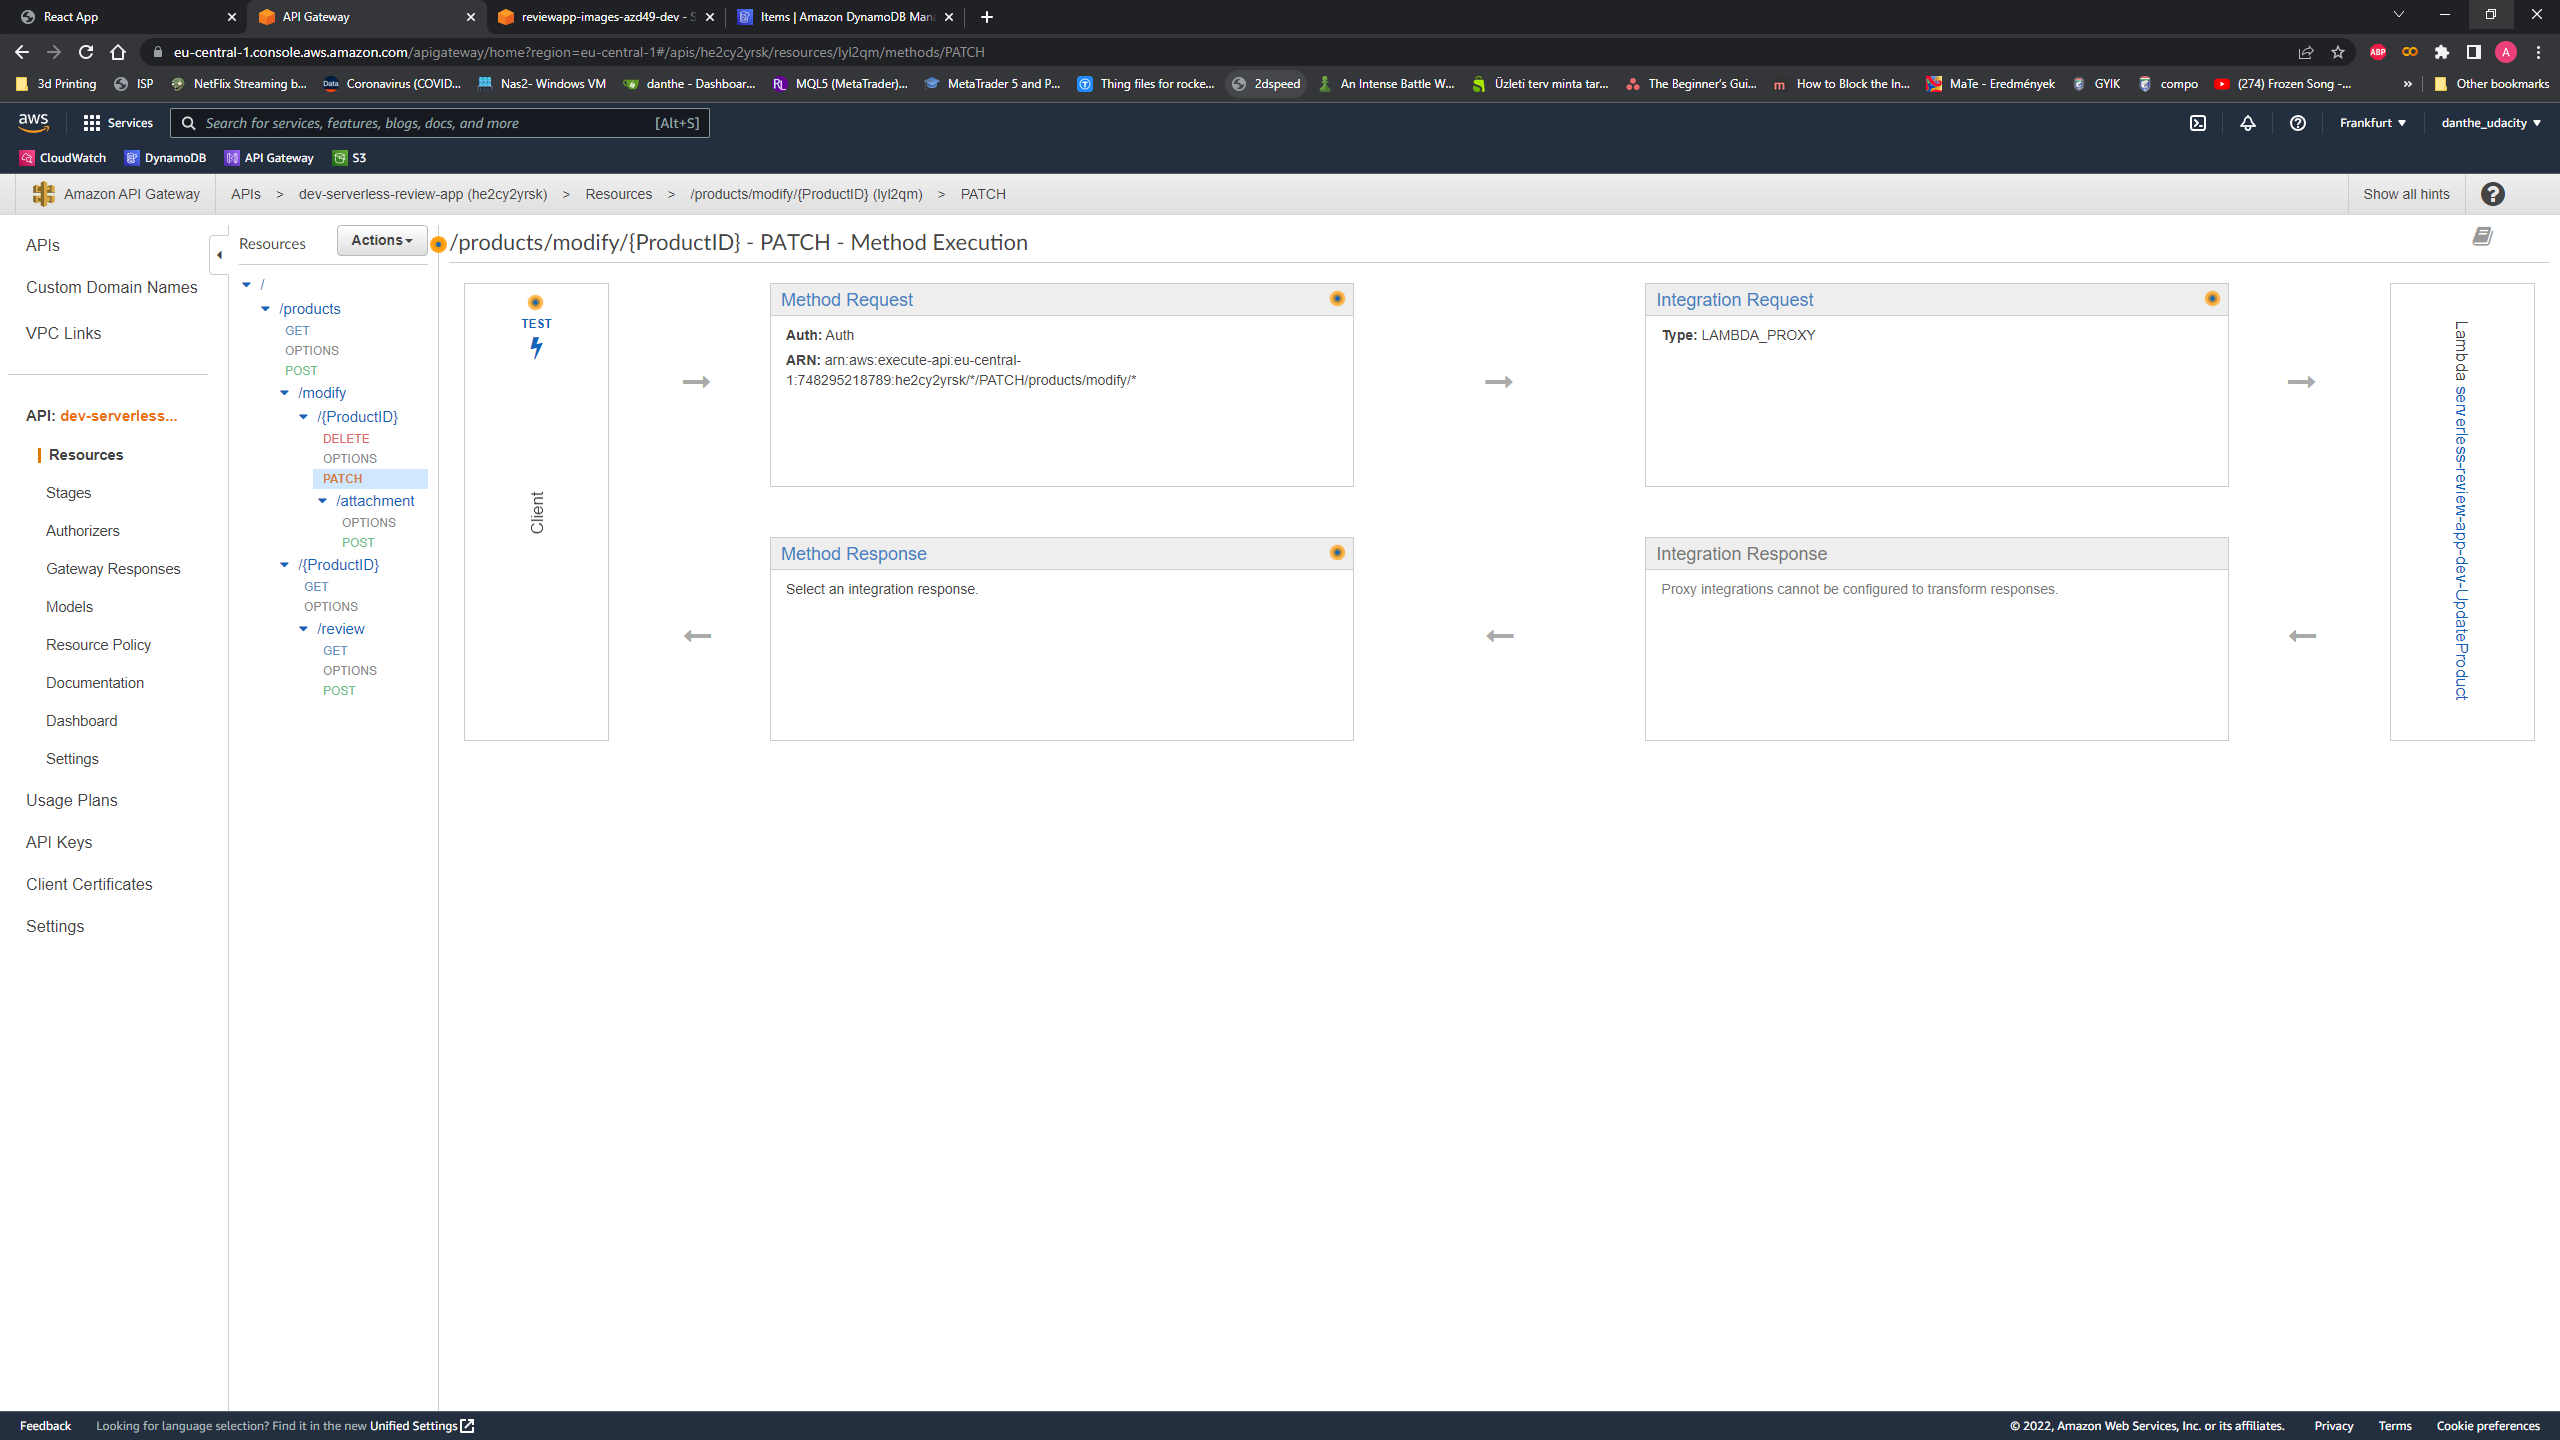 React App
API Gateway
reviewapp-images-azd49-dev - S
Items | Amazon DynamoDB Man
eu-central-1.console.aws.amazon.com/apigateway/home?region=eu-central-1#/apis/he2cy2yrsk/resources/lyl2qm/methods/PATCH
ABP
A
3d Printing
ISP
NetFlix Streaming b...
Data
Coronavirus (COVID...
Nas2- Windows VM
danthe - Dashboar...
MQL5 (MetaTrader)...
MetaTrader 5 and P...
Thing files for rocke...
2dspeed
An Intense Battle W...
Üzleti terv minta tar...
The Beginner's Gui...
m
How to Block the In...
MaTe - Eredmények
GYIK
compo
(274) Frozen Song -...
»
Other bookmarks
aws
Services
Search for services, features, blogs, docs, and more
[Alt+S]
Frankfurt
danthe_udacity
CloudWatch
DynamoDB
API Gateway
S3
Amazon API Gateway
APIs > dev-serverless-review-app (he2cy2yrsk) > Resources > /products/modify/{ProductID} (lyl2qm) > PATCH
Show all hints
?
APIs
Custom Domain Names
VPC Links
API: dev-serverless...
Resources
Stages
Authorizers
Gateway Responses
Models
Resource Policy
Documentation
Dashboard
Settings
Usage Plans
API Keys
Client Certificates
Settings
Resources
Actions
/
/products
GET
OPTIONS
POST
/modify
/{ProductID}
DELETE
OPTIONS
PATCH
/attachment
OPTIONS
POST
/{ProductID}
GET
OPTIONS
/review
GET
OPTIONS
POST
/products/modify/{ProductID} - PATCH - Method Execution
TEST
Client
Method Request
Auth: Auth
ARN: arn:aws:execute-api:eu-central-
1:748295218789:he2cy2yrsk/*/PATCH/products/modify/*
Integration Request
Type: LAMBDA_PROXY
Lambda serverless-review-app-dev-UpdateProduct
Method Response
Select an integration response.
Integration Response
Proxy integrations cannot be configured to transform responses.
Feedback
Looking for language selection? Find it in the new Unified Settings
© 2022, Amazon Web Services, Inc. or its affiliates.
Privacy
Terms
Cookie preferences